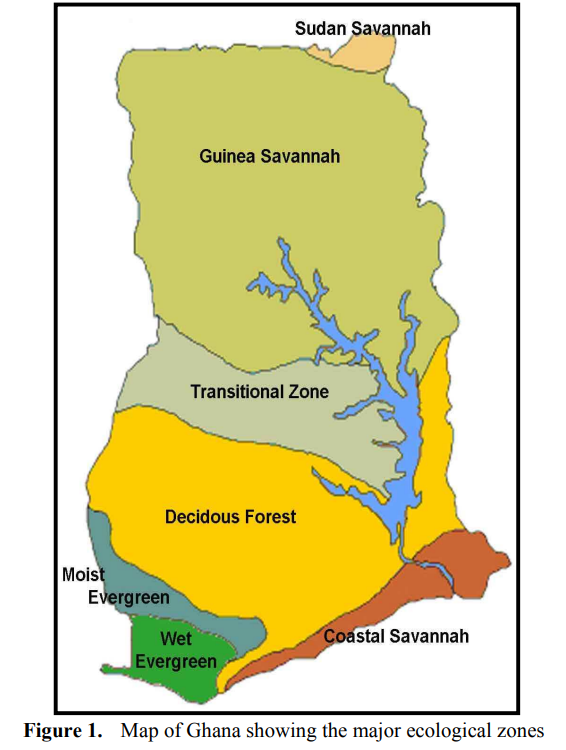 Sudan Savannah
Guinea Savannah
Transitional Zone
Decidous Forest
Moist
Evergreen
Wet
Evergreen
Coastal Savannah
Figure 1. Map of Ghana showing the major ecological zones